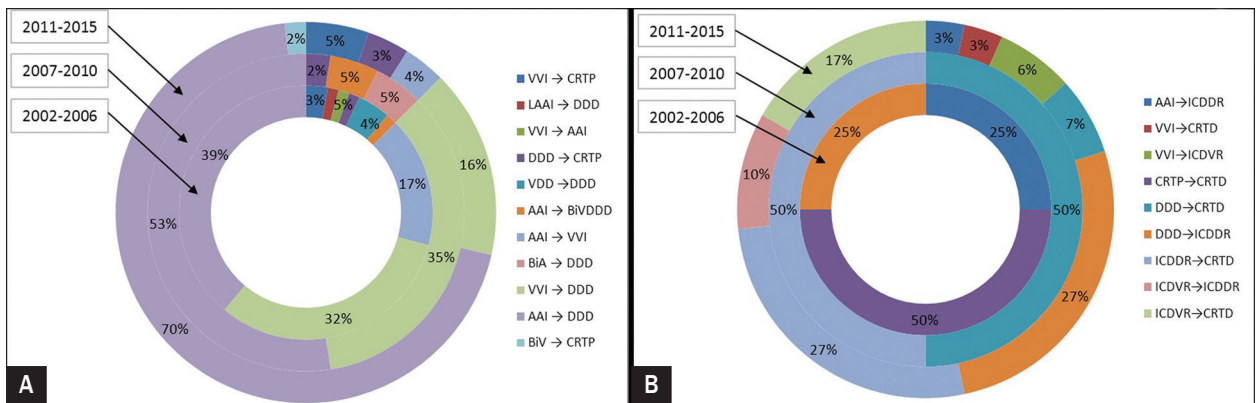 2011-2015
2007-2010
2002-2006
2%
5%
3%
4%
2%
5%
5%
3%
5%
4%
39%
17%
16%
53%
35%
32%
70%
VVI → CRTP
LAAI → DDD
VVI → AAI
DDD → CRTP
VDD →DDD
AAI → BiVDDD
AAI → VVI
BiA → DDD
VVI → DDD
AAI → DDD
BiV → CRTP
A
2011-2015
2007-2010
2002-2006
3%
3%
6%
17%
7%
25%
25%
10%
50%
50%
27%
50%
27%
AAI→ICDDR
VVI→CRTD
VVI→ICDVR
CRTP→CRTD
DDD→CRTD
DDD→ICDDR
ICDDR→CRTD
ICDVR→ICDDR
ICDVR→CRTD
B